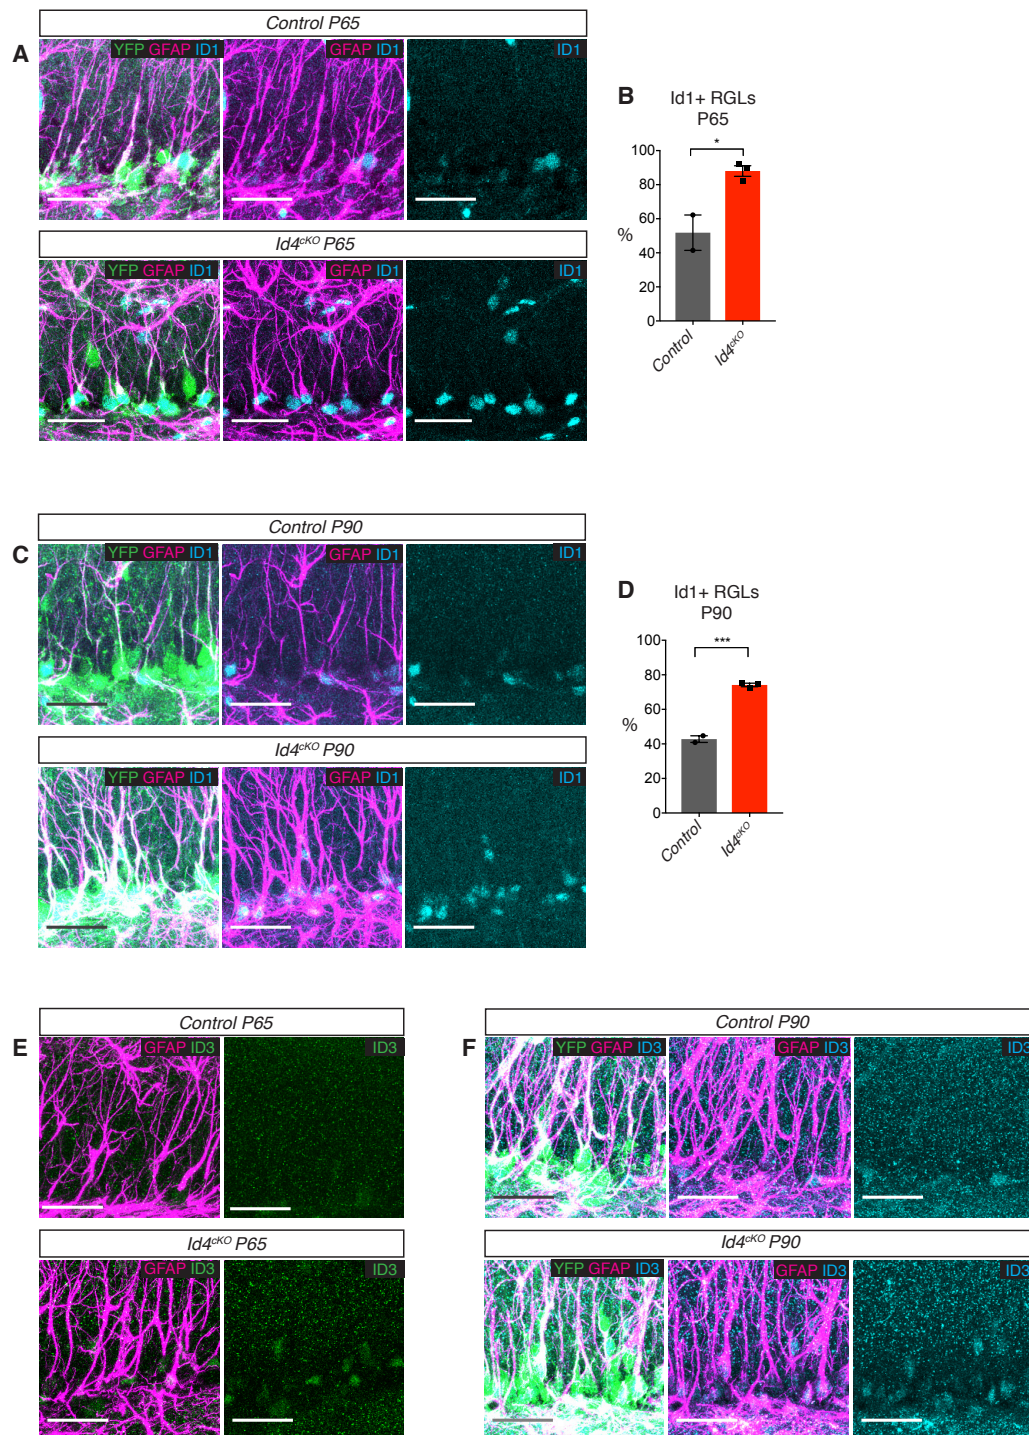 Control P65
A
YFP GFAP ID1
GFAP ID1
ID1
Id4cKO P65
YFP GFAP ID1
GFAP ID1
ID1
B
Id1+ RGLs
P65
*
100
80
60
%
40
20
0
Control
Id4cKO
Control P90
C
YFP GFAP ID1
GFAP ID1
ID1
Id4cKO P90
YFP GFAP ID1
GFAP ID1
ID1
D
Id1+ RGLs
P90
***
100
80
60
%
40
20
0
Control
Id4cKO
Control P65
E
GFAP ID3
ID3
Id4cKO P65
GFAP ID3
ID3
Control P90
F
YFP GFAP ID3
GFAP ID3
ID3
Id4cKO P90
YFP GFAP ID3
GFAP ID3
ID3